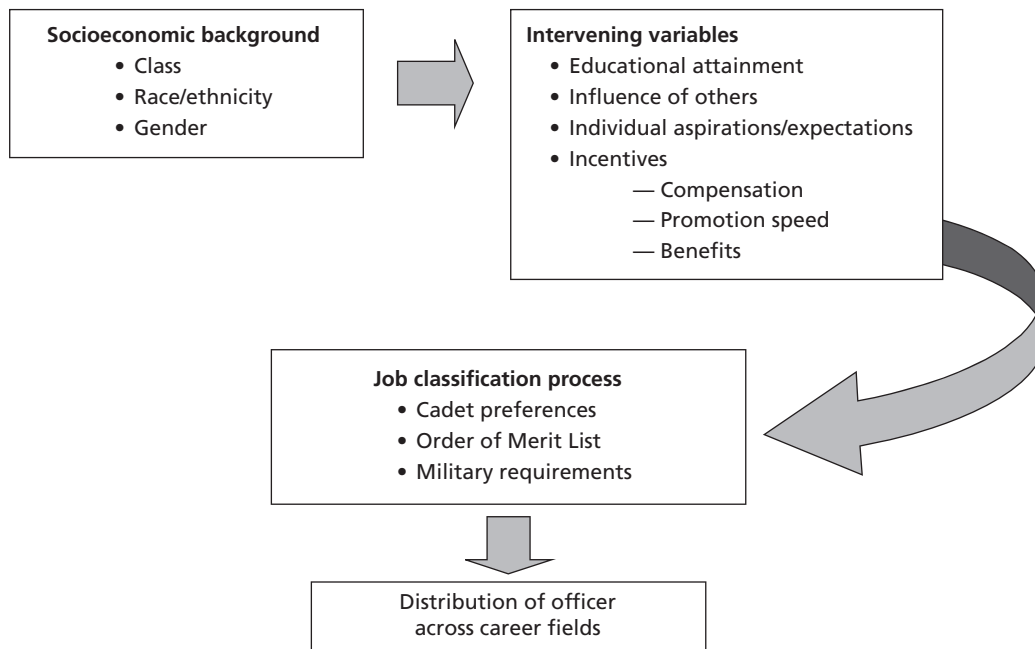 Socioeconomic background
• Class
• Race/ethnicity
• Gender
Intervening variables
• Educational attainment
• Influence of others
• Individual aspirations/expectations
• Incentives
— Compensation
— Promotion speed
— Benefits
Job classification process
• Cadet preferences
• Order of Merit List
• Military requirements
Distribution of officer
across career fields